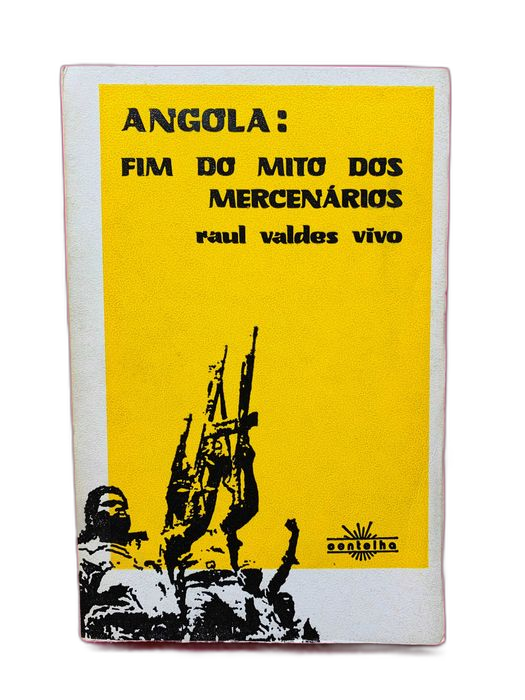 ANGOLA:
FIM DO MITO DOS
MERCENÁRIOS
raul valdes vivo
centelha